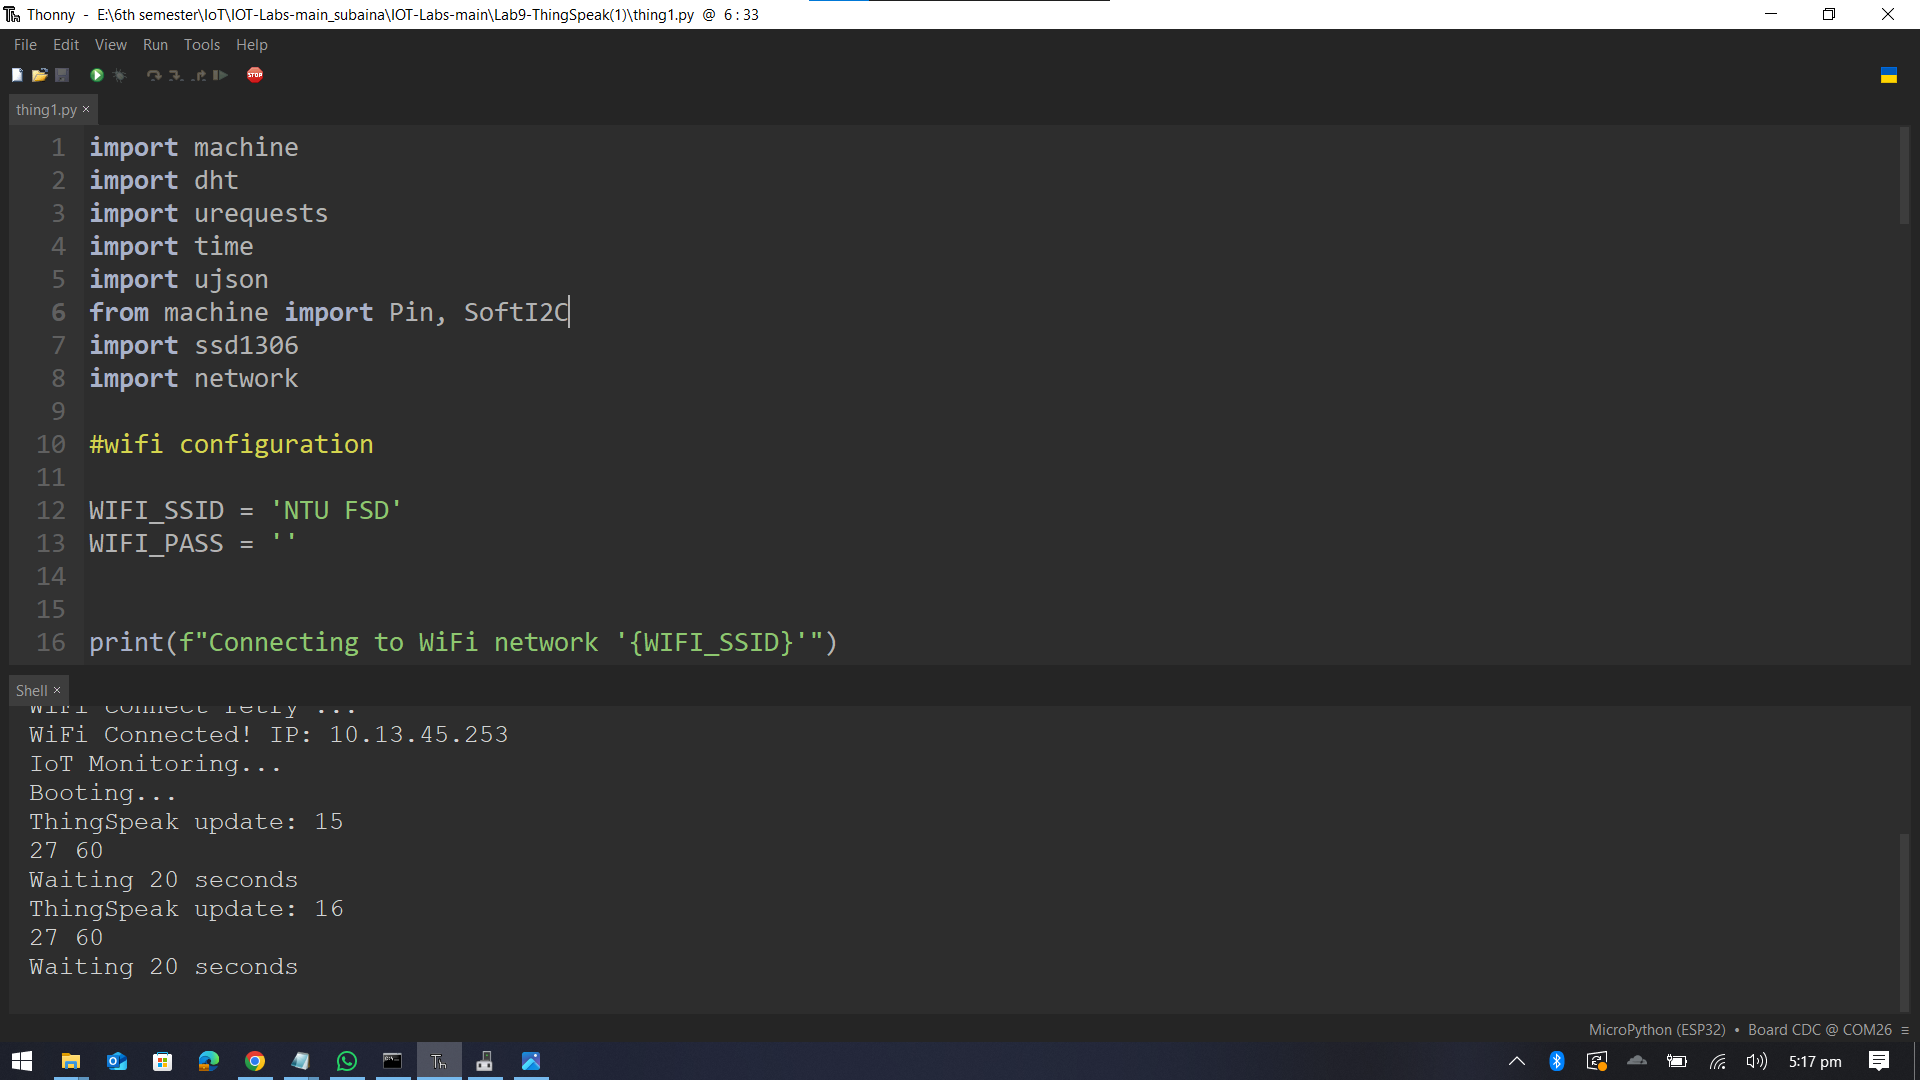 Thonny - E:\6th semester\IoT\IOT-Labs-main_subaina\IOT-Labs-main\Lab9-ThingSpeak(1)\thing1.py @ 6 : 33
File Edit View Run Tools Help
STOP
thing1.py ×
1 import machine
2 import dht
3 import urequests
4 import time
5 import ujson
6 from machine import Pin, SoftI2C
7 import ssd1306
8 import network
9
10 #wifi configuration
11
12 WIFI_SSID = 'NTU FSD'
13 WIFI_PASS = ''
14
15
16 print(f"Connecting to WiFi network '{WIFI_SSID}'")
Shell ×
WiFi Connect retry ...
WiFi Connected! IP: 10.13.45.253
IoT Monitoring...
Booting...
ThingSpeak update: 15
27 60
Waiting 20 seconds
ThingSpeak update: 16
27 60
Waiting 20 seconds
MicroPython (ESP32) • Board CDC @ COM26 ≡
5:17 pm